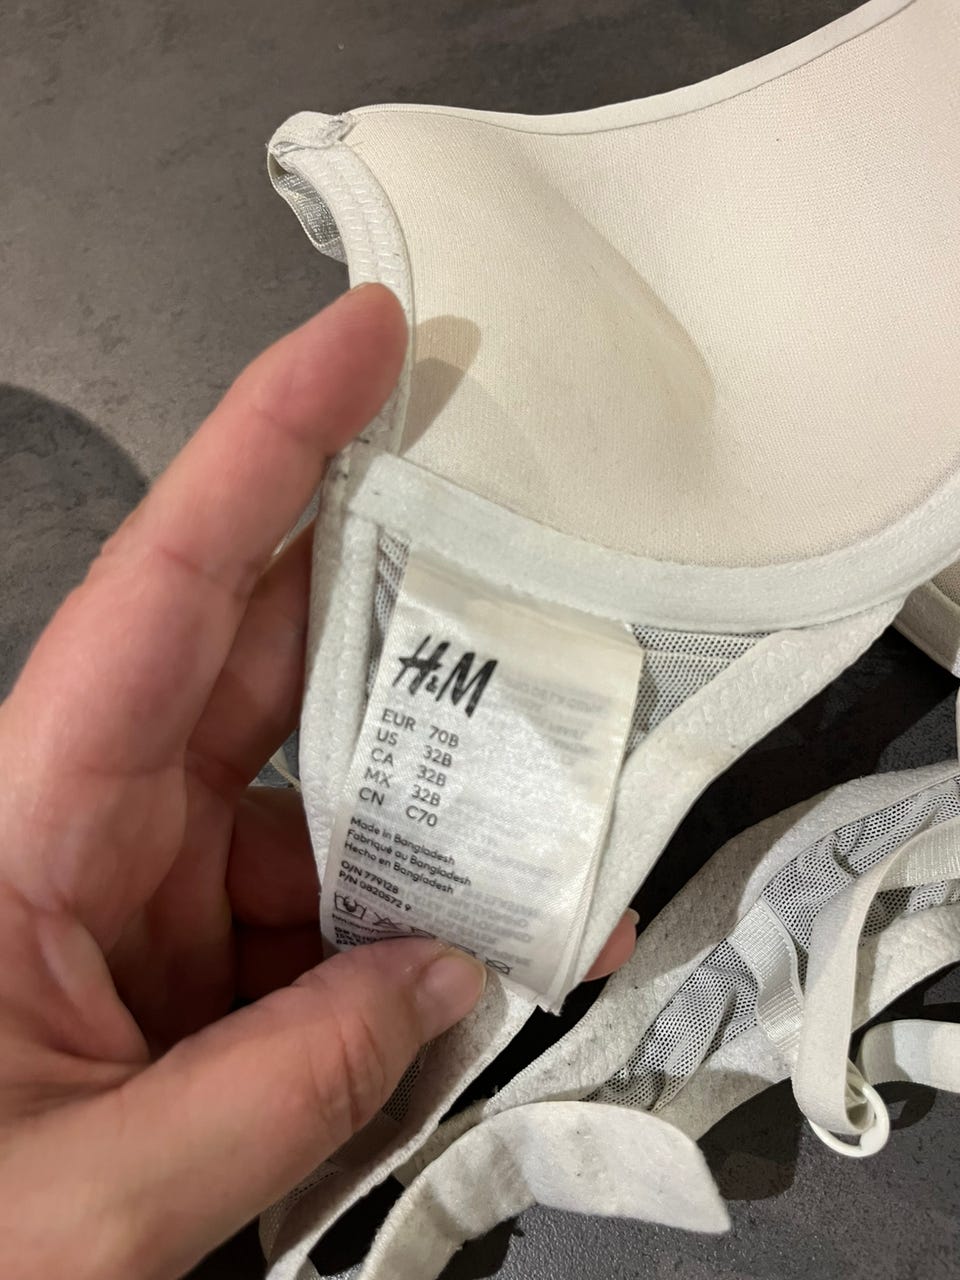 H&M
EUR 70B
US 32B
CA 32B
MX 32B
CN C70
Made in Bangladesh
Fabriqué au Bangladesh
Hecho en Bangladesh
O/N 779128
P/N 0820572 9